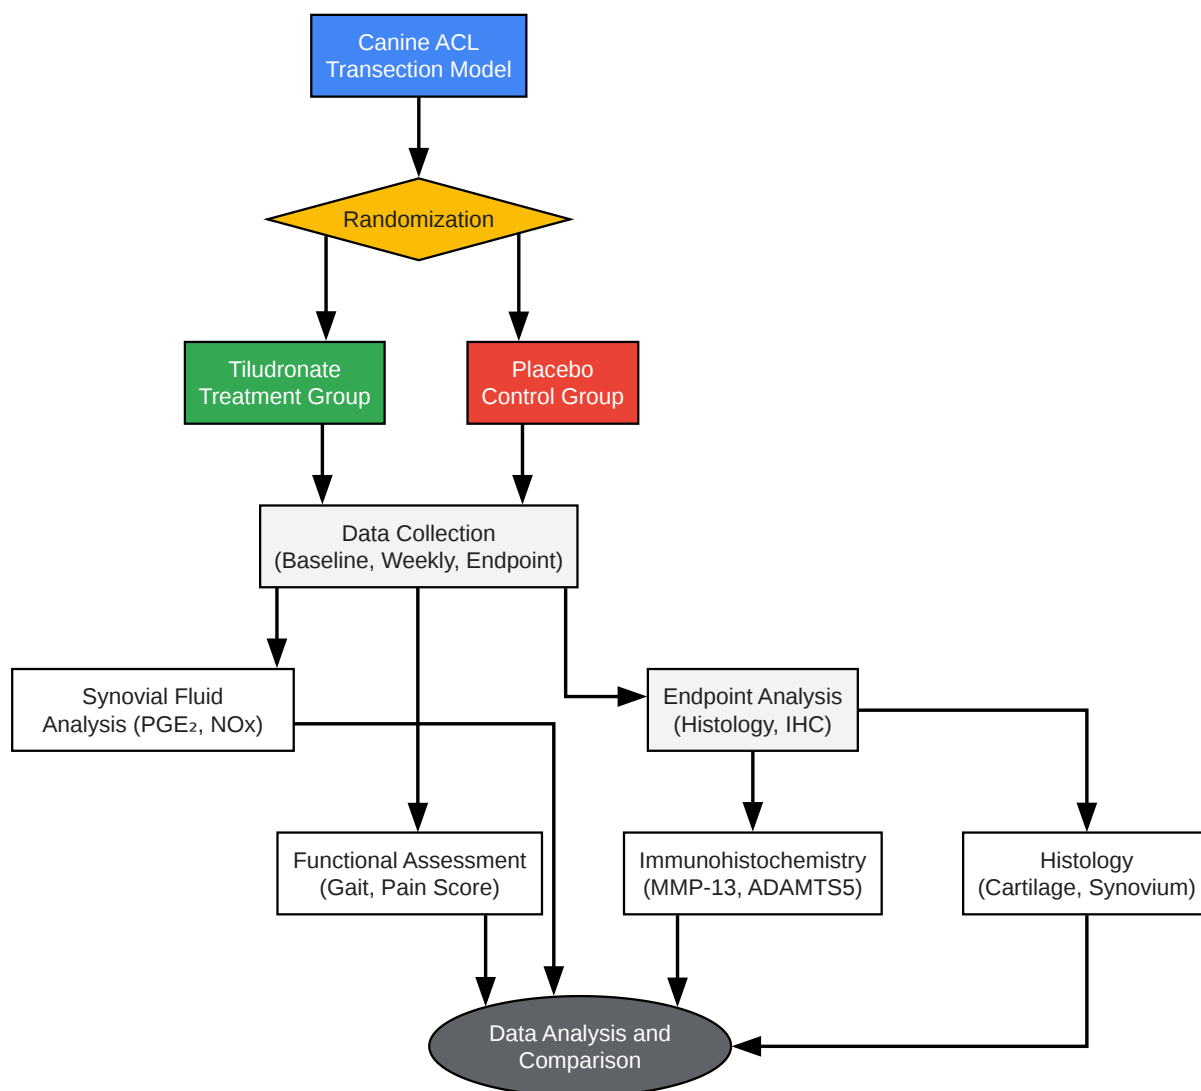 Canine ACL
Transection Model
Randomization
Tiludronate
Treatment Group
Placebo
Control Group
Data Collection
(Baseline, Weekly, Endpoint)
Synovial Fluid
Analysis (PGE₂, NOx)
Endpoint Analysis
(Histology, IHC)
Functional Assessment
(Gait, Pain Score)
Immunohistochemistry
(MMP-13, ADAMTS5)
Histology
(Cartilage, Synovium)
Data Analysis and
Comparison